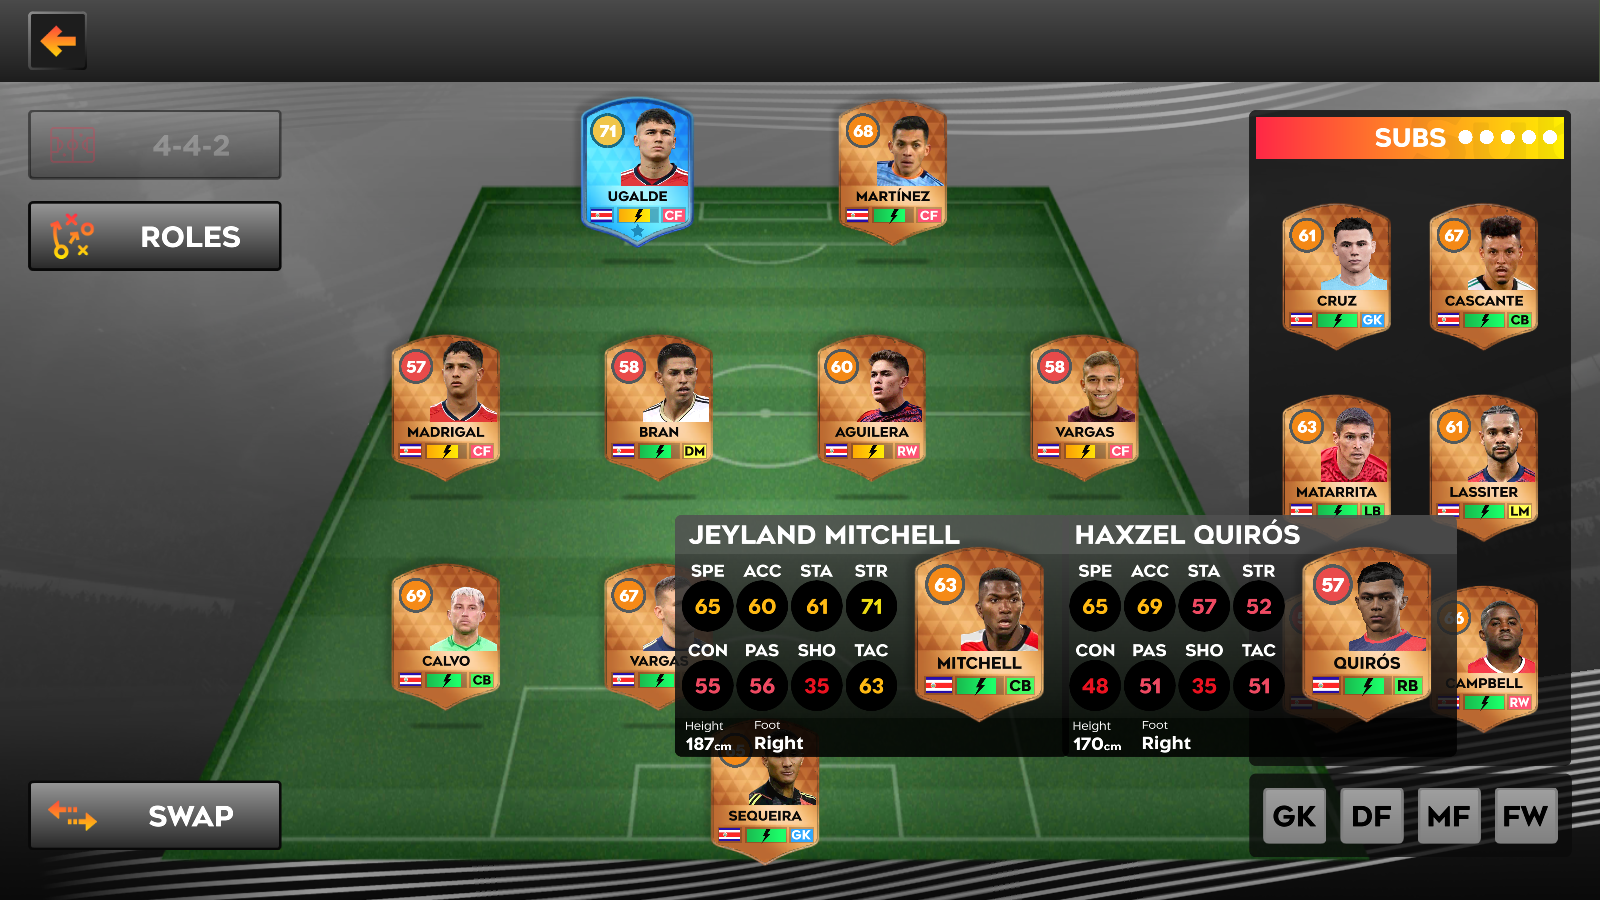 4-4-2
ROLES
SWAP
SUBS
71
UGALDE
CF
68
MARTÍNEZ
CF
57
MADRIGAL
CF
58
BRAN
DM
60
AGUILERA
RW
58
VARGAS
CF
69
CALVO
CB
67
VARGAS
SEQUEIRA
GK
61
CRUZ
GK
67
CASCANTE
CB
63
MATARRITA
LB
61
LASSITER
LM
CAMPBELL
RW
JEYLAND MITCHELL
SPE ACC STA STR
65 60 61 71
CON PAS SHO TAC
55 56 35 63
Height Foot
187cm Right
63
MITCHELL
CB
HAXZEL QUIRÓS
SPE ACC STA STR
65 69 57 52
CON PAS SHO TAC
48 51 35 51
Height Foot
170cm Right
57
QUIRÓS
RB
GK DF MF FW